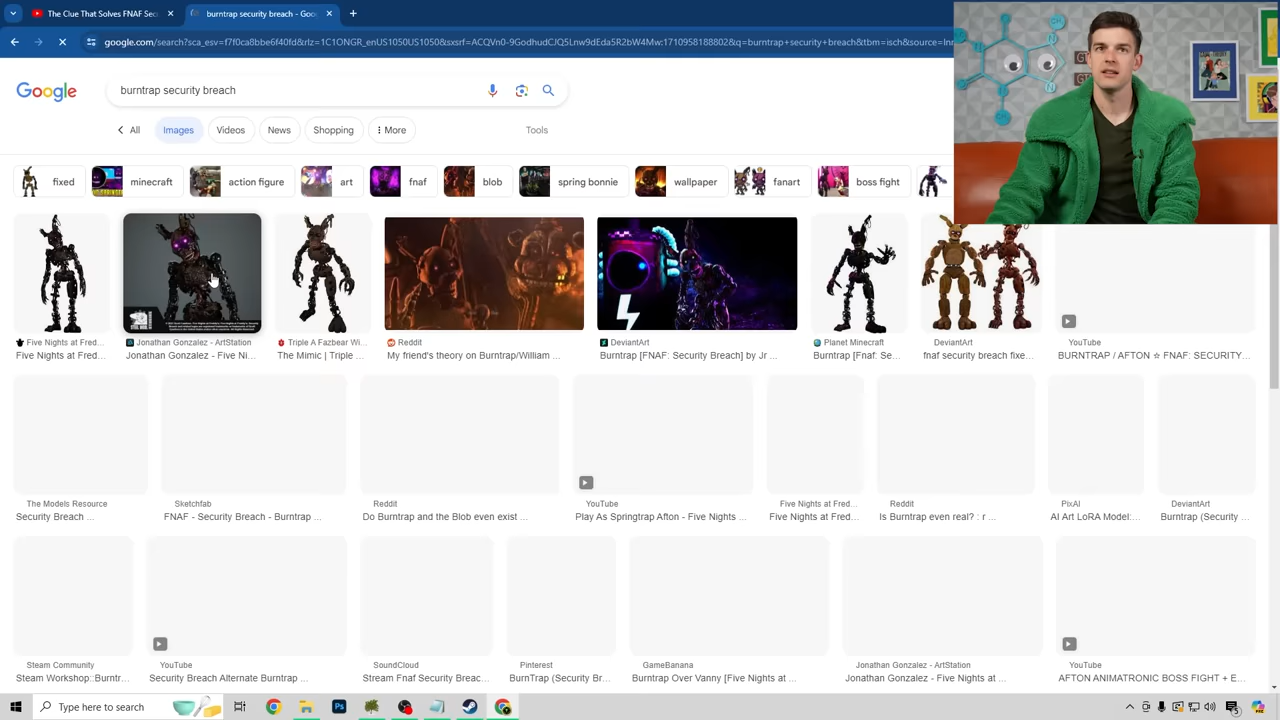 The Clue That Solves FNAF Sec
burntrap security breach - Goo
google.com/search?sca_esv=f7f0ca8bbe6f40fd&rlz=1C1ONGR_enUS1050US1050&sxsrf=ACQVn0-9GodhudCJQ5Lnw9dEda5R2bW4Mw:1710958188802&q=burntrap+security+breach&tbm=isch&source=lnr
Google
burntrap security breach
All
Images
Videos
News
Shopping
More
Tools
fixed
minecraft
action figure
art
fnaf
blob
spring bonnie
wallpaper
fanart
boss fight
Five Nights at Fred...
Jonathan Gonzalez - ArtStation
Triple A Fazbear Wi...
Reddit
DeviantArt
Planet Minecraft
DeviantArt
YouTube
Five Nights at Fred...
Jonathan Gonzalez - Five Ni...
The Mimic | Triple ...
My friend's theory on Burntrap/William ...
Burntrap [FNAF: Security Breach] by Jr ...
Burntrap [Fnaf: Se...
fnaf security breach fixe...
BURNTRAP / AFTON ☆ FNAF: SECURITY...
The Models Resource
Sketchfab
Reddit
YouTube
Five Nights at Fred...
Reddit
PixAI
DeviantArt
Security Breach ...
FNAF - Security Breach - Burntrap ...
Do Burntrap and the Blob even exist ...
Play As Springtrap Afton - Five Nights ...
Five Nights at Fred...
Is Burntrap even real? : r ...
AI Art LoRA Model:...
Burntrap (Security ...
Steam Community
YouTube
SoundCloud
Pinterest
GameBanana
Jonathan Gonzalez - ArtStation
YouTube
Steam Workshop::Burntr...
Security Breach Alternate Burntrap ...
Stream Fnaf Security Breac...
BurnTrap (Security Br...
Burntrap Over Vanny [Five Nights at ...
Jonathan Gonzalez - Five Nights at ...
AFTON ANIMATRONIC BOSS FIGHT + E...
Type here to search